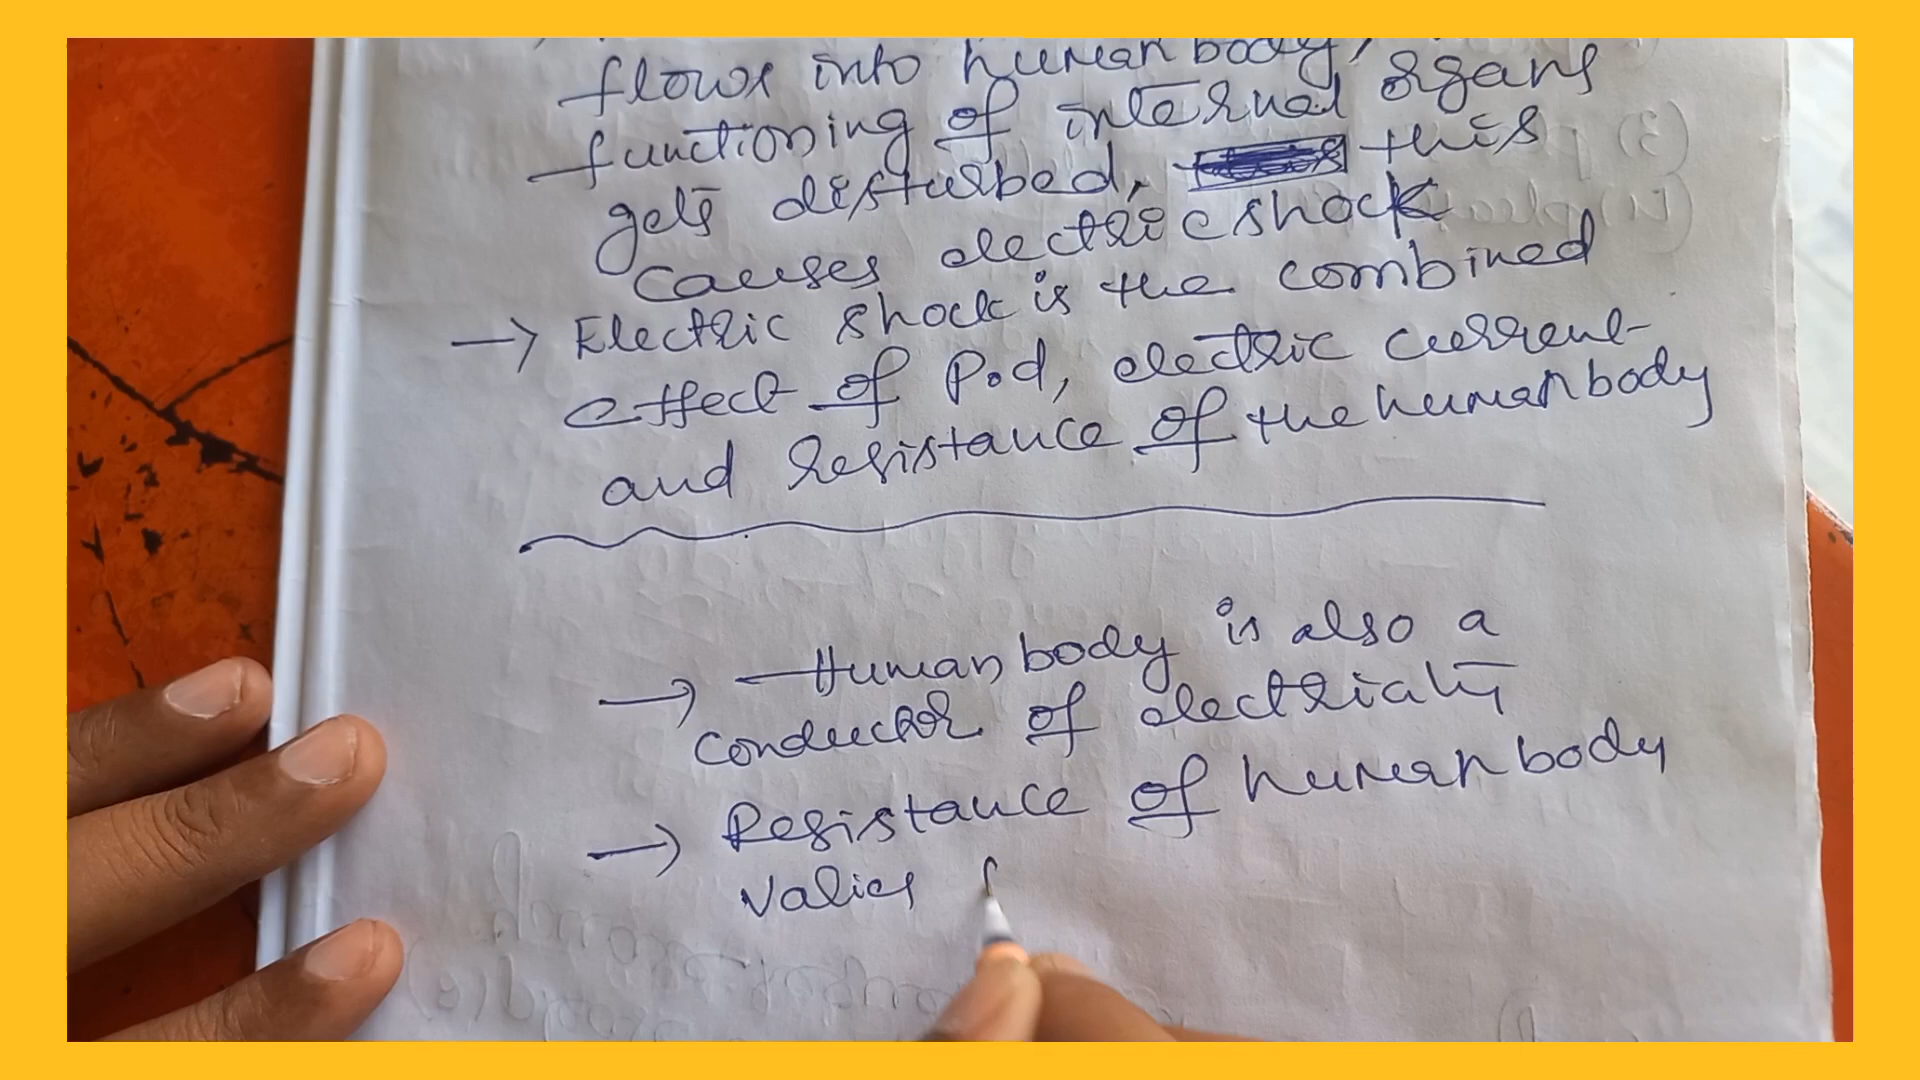 flows into human body,
functioning of internal organs
gets disturbed, this
causes electric shock
→ Electric shock is the combined
effect of P.d, electric current
and resistance of the human body
→ Human body is also a
conductor of electricity
→ Resistance of human body
varies